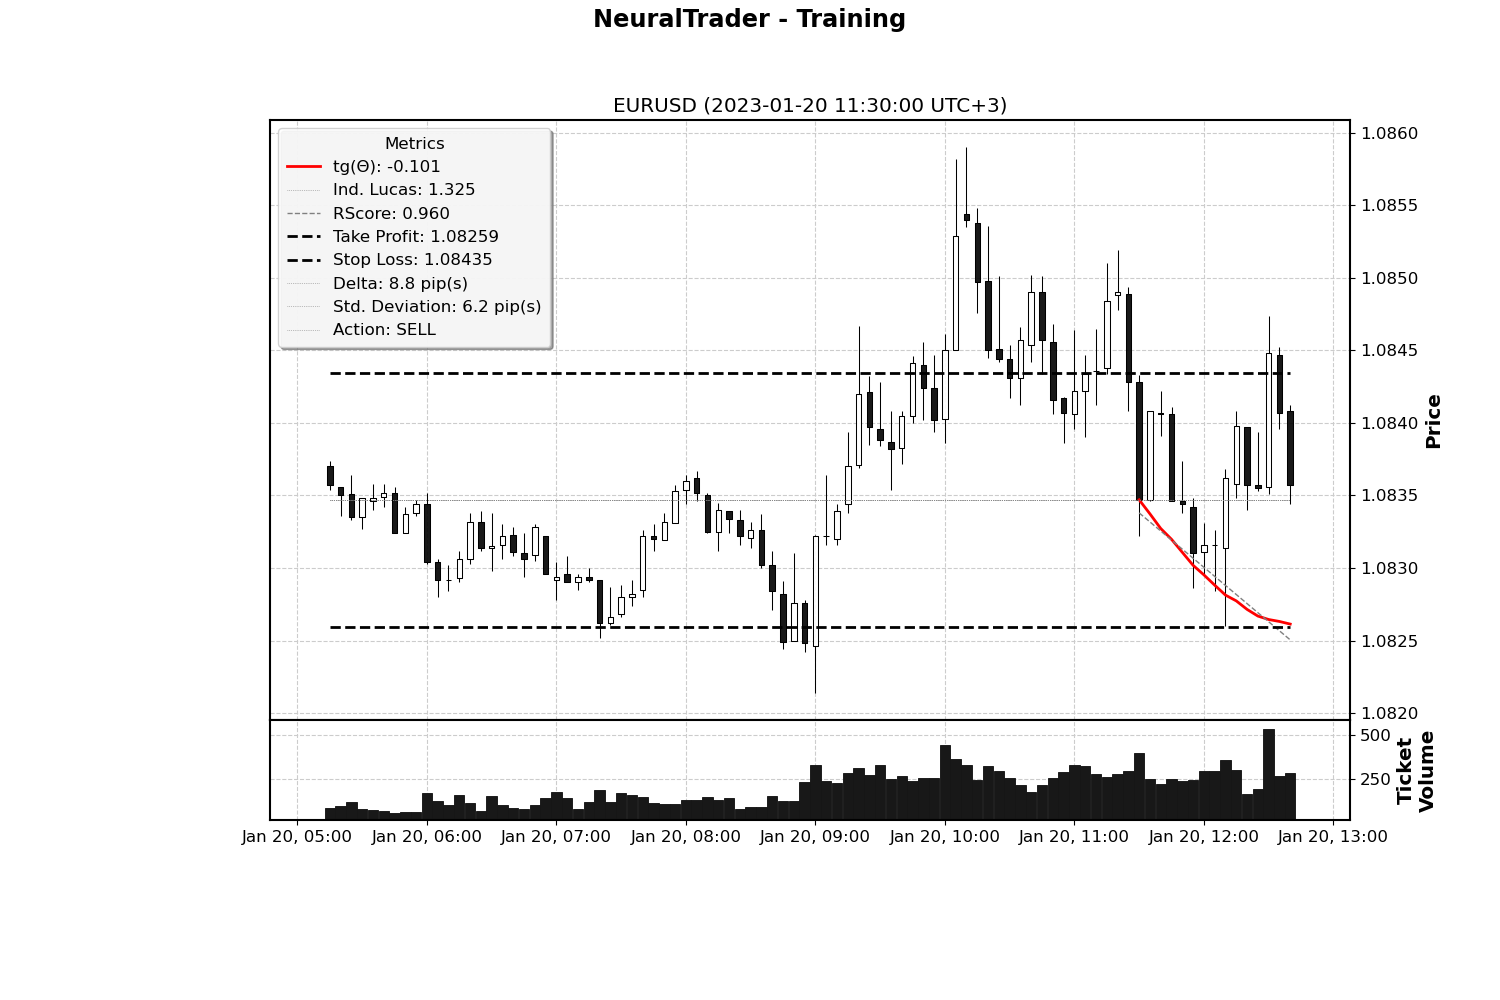 NeuralTrader - Training
EURUSD (2023-01-20 11:30:00 UTC+3)
Metrics
tg(Θ): -0.101
Ind. Lucas: 1.325
RScore: 0.960
Take Profit: 1.08259
Stop Loss: 1.08435
Delta: 8.8 pip(s)
Std. Deviation: 6.2 pip(s)
Action: SELL
1.0860
1.0855
1.0850
1.0845
1.0840
1.0835
1.0830
1.0825
1.0820
Price
500
250
Ticket
Volume
Jan 20, 05:00
Jan 20, 06:00
Jan 20, 07:00
Jan 20, 08:00
Jan 20, 09:00
Jan 20, 10:00
Jan 20, 11:00
Jan 20, 12:00
Jan 20, 13:00